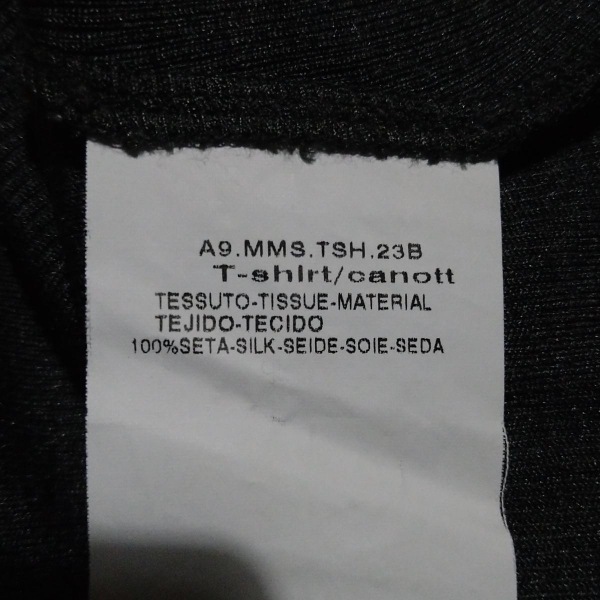 A9.MMS.TSH.23B
T-shirt/canott
TESSUTO-TISSUE-MATERIAL
TEJIDO-TECIDO
100%SETA-SILK-SEIDE-SOIE-SEDA